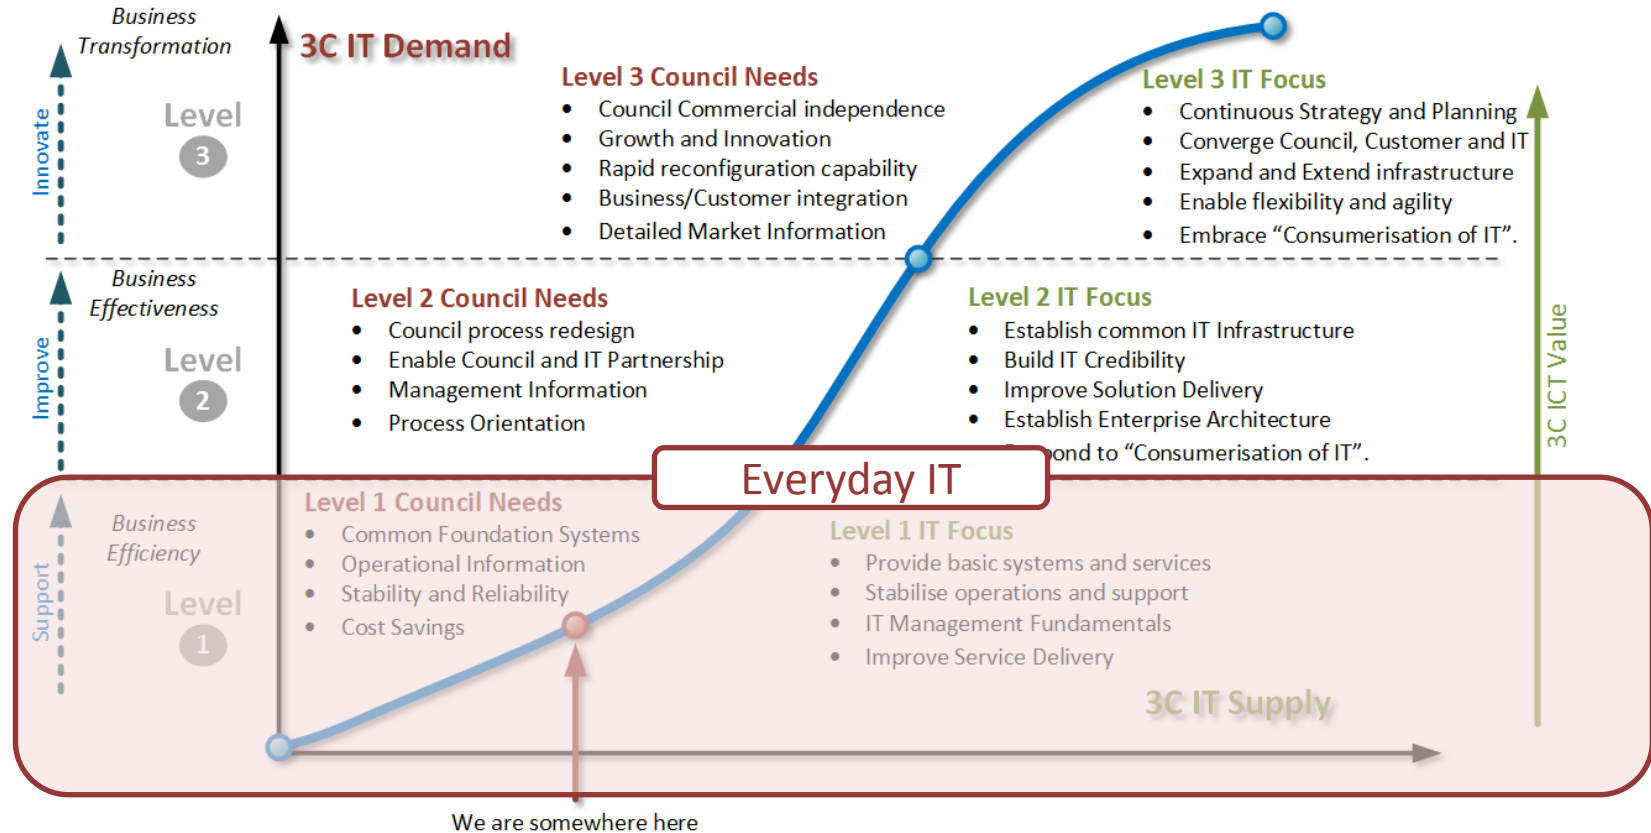 Business
Transformation
3C IT Demand
Innovate
Level
3
Level 3 Council Needs
• Council Commercial independence
• Growth and Innovation
• Rapid reconfiguration capability
• Business/Customer integration
• Detailed Market Information
Level 3 IT Focus
• Continuous Strategy and Planning
• Converge Council, Customer and IT
• Expand and Extend infrastructure
• Enable flexibility and agility
• Embrace “Consumerisation of IT”.
Business
Effectiveness
Improve
Level
2
Level 2 Council Needs
• Council process redesign
• Enable Council and IT Partnership
• Management Information
• Process Orientation
Level 2 IT Focus
• Establish common IT Infrastructure
• Build IT Credibility
• Improve Solution Delivery
• Establish Enterprise Architecture
to “Consumerisation of IT”.
3C ICT Value
Everyday IT
Business
Efficiency
Support
Level
1
Level 1 Council Needs
• Common Foundation Systems
• Operational Information
• Stability and Reliability
• Cost Savings
Level 1 IT Focus
• Provide basic systems and services
• Stabilise operations and support
• IT Management Fundamentals
• Improve Service Delivery
3C IT Supply
We are somewhere here